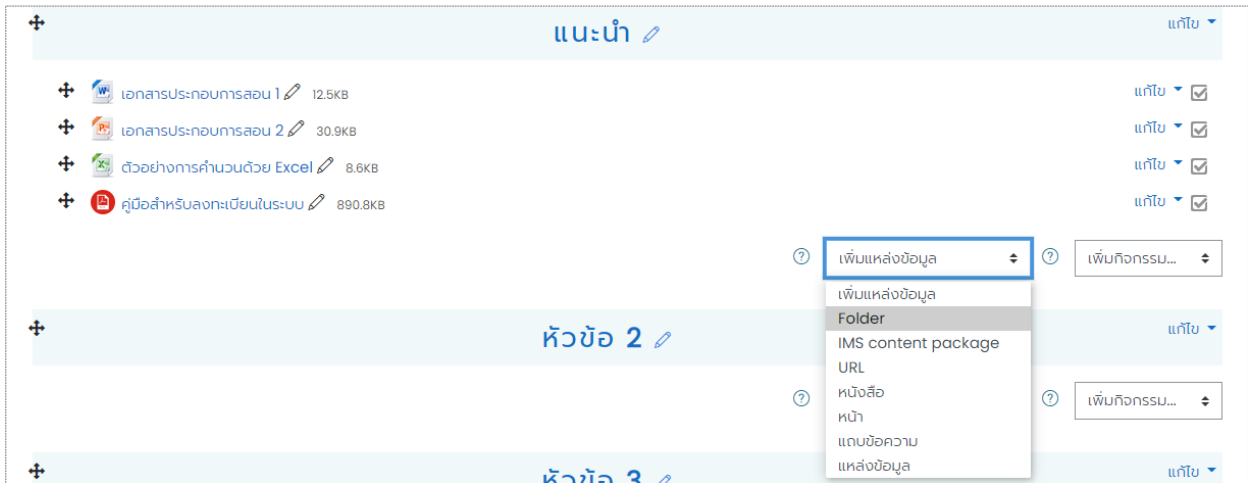 แนะนำ
แก้ไข
เอกสารประกอบการสอน 1 12.5KB
แก้ไข
เอกสารประกอบการสอน 2 30.9KB
แก้ไข
ตัวอย่างการคำนวนด้วย Excel 8.6KB
แก้ไข
คู่มือสำหรับลงทะเบียนในระบบ 890.8KB
แก้ไข
เพิ่มแหล่งข้อมูล
เพิ่มกิจกรรม...
เพิ่มแหล่งข้อมูล
Folder
IMS content package
URL
หนังสือ
หน้า
แถบข้อความ
แหล่งข้อมูล
หัวข้อ 2
แก้ไข
เพิ่มกิจกรรม...
หัวข้อ 3
แก้ไข